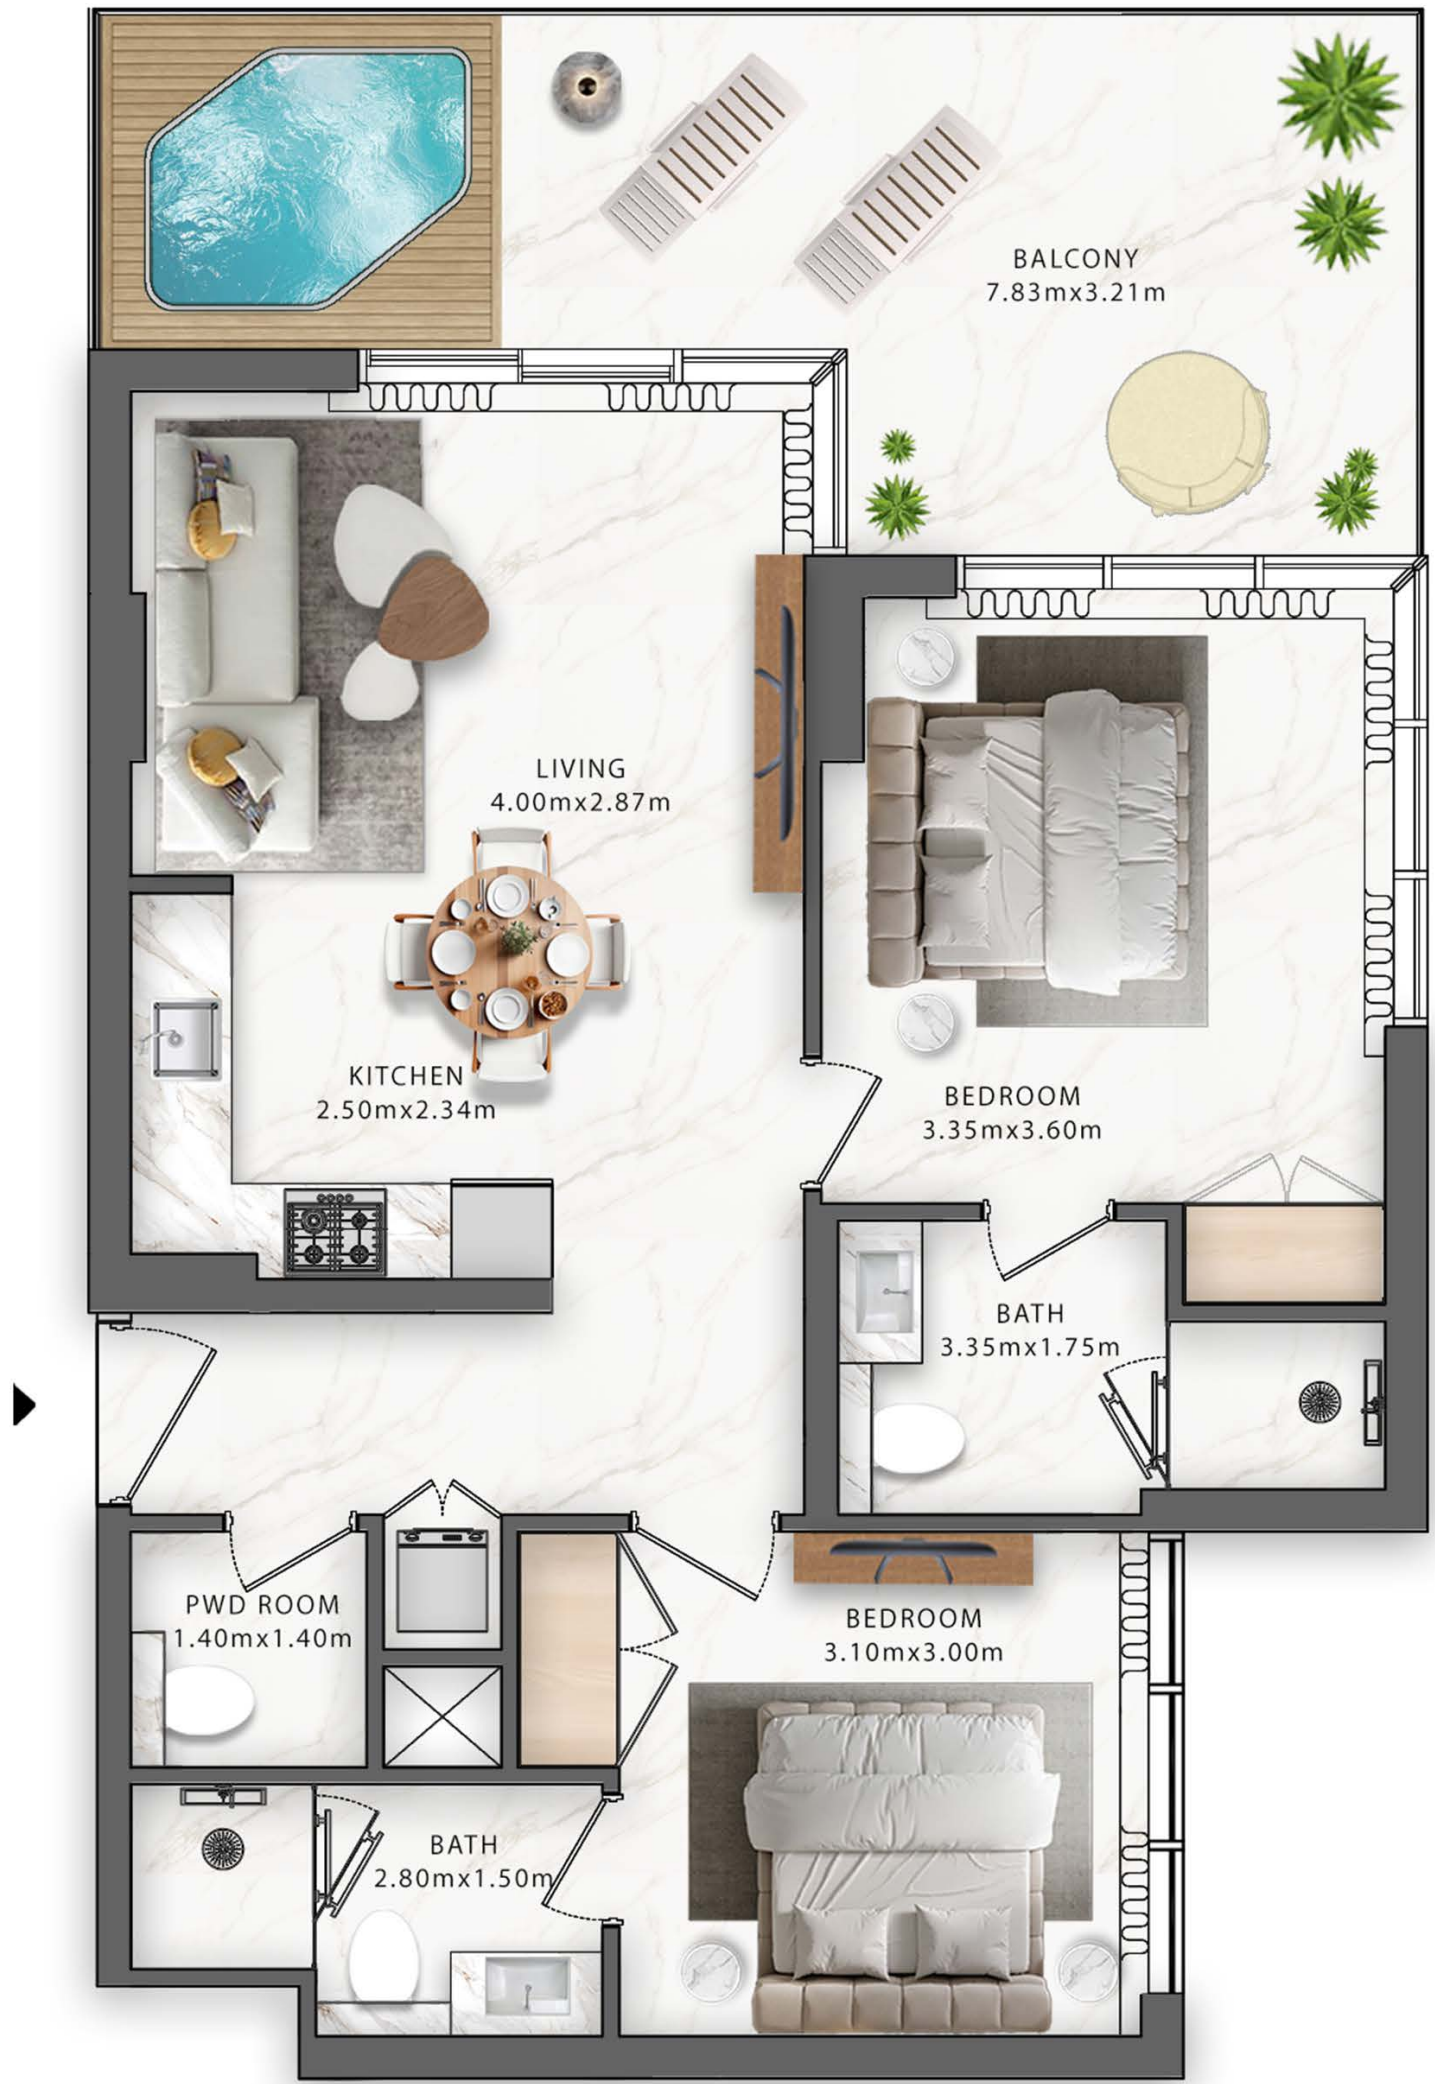 BALCONY
7.83mx3.21m
LIVING
4.00mx2.87m
KITCHEN
2.50mx2.34m
BEDROOM
3.35mx3.60m
BATH
3.35mx1.75m
PWD ROOM
1.40mx1.40m
BEDROOM
3.10mx3.00m
BATH
2.80mx1.50m